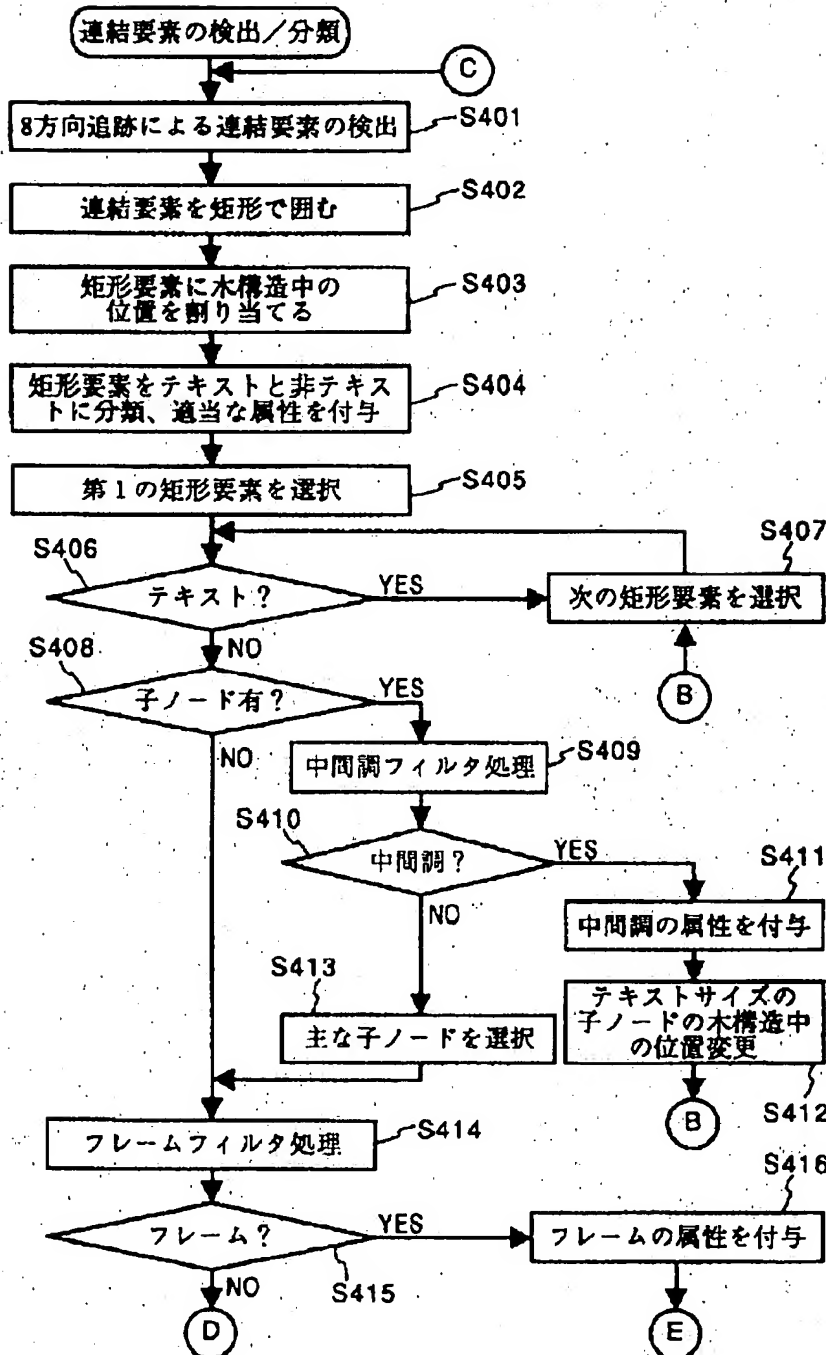 連結要素の検出／分類
C
8方向追跡による連結要素の検出
S401
連結要素を矩形で囲む
S402
矩形要素に木構造中の
位置を割り当てる
S403
矩形要素をテキストと非テキス
トに分類、適当な属性を付与
S404
第1の矩形要素を選択
S405
S406
テキスト？
YES
NO
S407
次の矩形要素を選択
B
S408
子ノード有？
YES
NO
中間調フィルタ処理
S409
S410
中間調？
YES
NO
S411
中間調の属性を付与
テキストサイズの
子ノードの木構造中
の位置変更
S412
B
S413
主な子ノードを選択
フレームフィルタ処理
S414
フレーム？
YES
S415
NO
S416
フレームの属性を付与
D
E